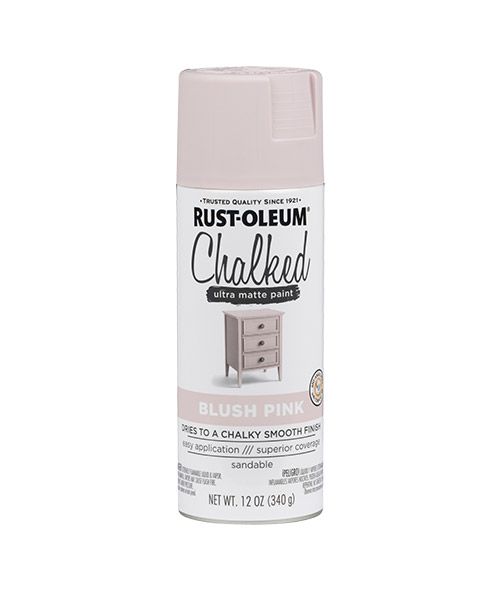 • TRUSTED QUALITY SINCE 1921 •
RUST-OLEUM®
Chalked
ultra matte paint
BLUSH PINK
DRIES TO A CHALKY SMOOTH FINISH
easy application /// superior coverage
sandable
NET WT. 12 OZ (340 g)